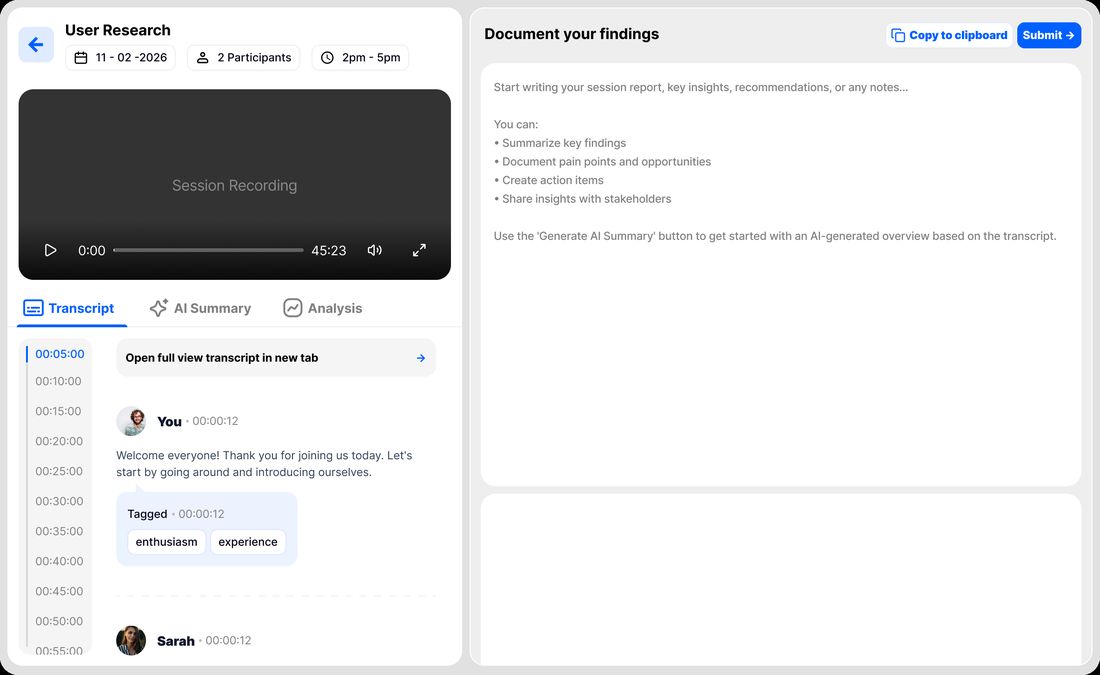 User Research
11 - 02 -2026
2 Participants
2pm - 5pm
Session Recording
0:00
45:23
Transcript
AI Summary
Analysis
00:05:00
00:10:00
00:15:00
00:20:00
00:25:00
00:30:00
00:35:00
00:40:00
00:45:00
00:50:00
00:55:00
Open full view transcript in new tab
You • 00:00:12
Welcome everyone! Thank you for joining us today. Let's
start by going around and introducing ourselves.
Tagged • 00:00:12
enthusiasm
experience
Sarah • 00:00:12
Document your findings
Copy to clipboard
Submit →
Start writing your session report, key insights, recommendations, or any notes...
You can:
• Summarize key findings
• Document pain points and opportunities
• Create action items
• Share insights with stakeholders
Use the 'Generate AI Summary' button to get started with an AI-generated overview based on the transcript.